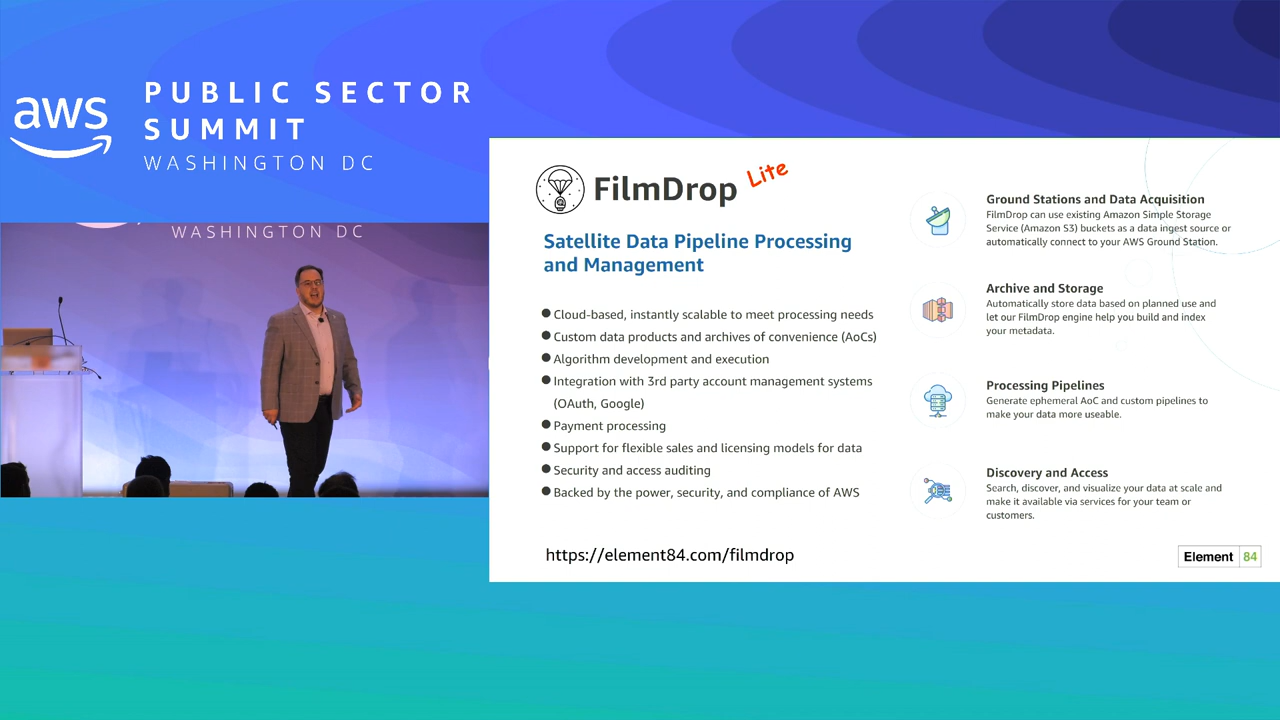 aws
PUBLIC SECTOR
SUMMIT
WASHINGTON DC
WASHINGTON DC
FilmDrop Lite
Satellite Data Pipeline Processing
and Management
● Cloud-based, instantly scalable to meet processing needs
● Custom data products and archives of convenience (AoCs)
● Algorithm development and execution
● Integration with 3rd party account management systems
(OAuth, Google)
● Payment processing
● Support for flexible sales and licensing models for data
● Security and access auditing
● Backed by the power, security, and compliance of AWS
https://element84.com/filmdrop
Ground Stations and Data Acquisition
FilmDrop can use existing Amazon Simple Storage
Service (Amazon S3) buckets as a data ingest source or
automatically connect to your AWS Ground Station.
Archive and Storage
Automatically store data based on planned use and
let our FilmDrop engine help you build and index
your metadata.
Processing Pipelines
Generate ephemeral AoC and custom pipelines to
make your data more useable.
Discovery and Access
Search, discover, and visualize your data at scale and
make it available via services for your team or
customers.
Element 84